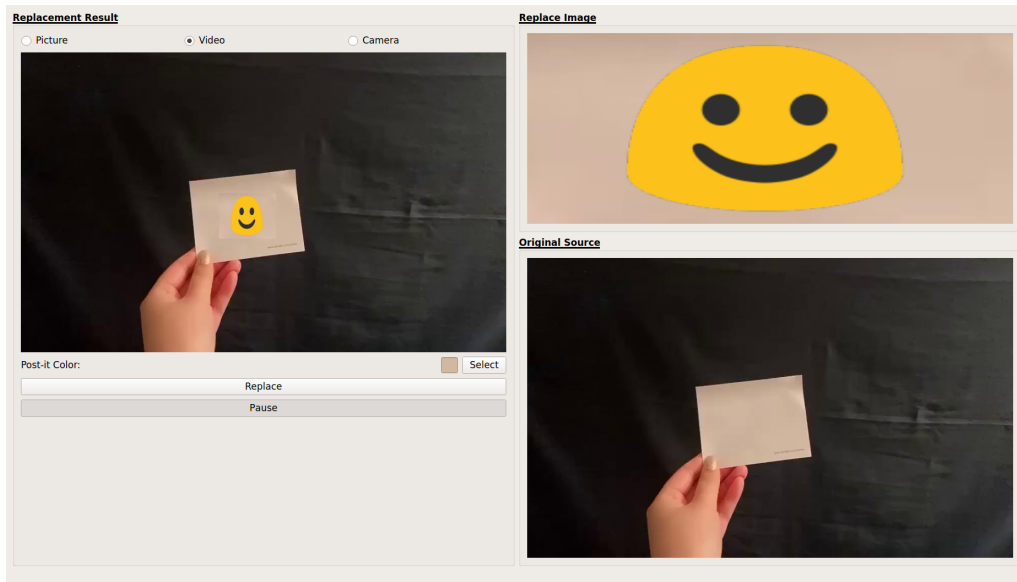 Replacement Result
Picture
Video
Camera
Post-it Color:
Select
Replace
Pause
Replace Image
Original Source